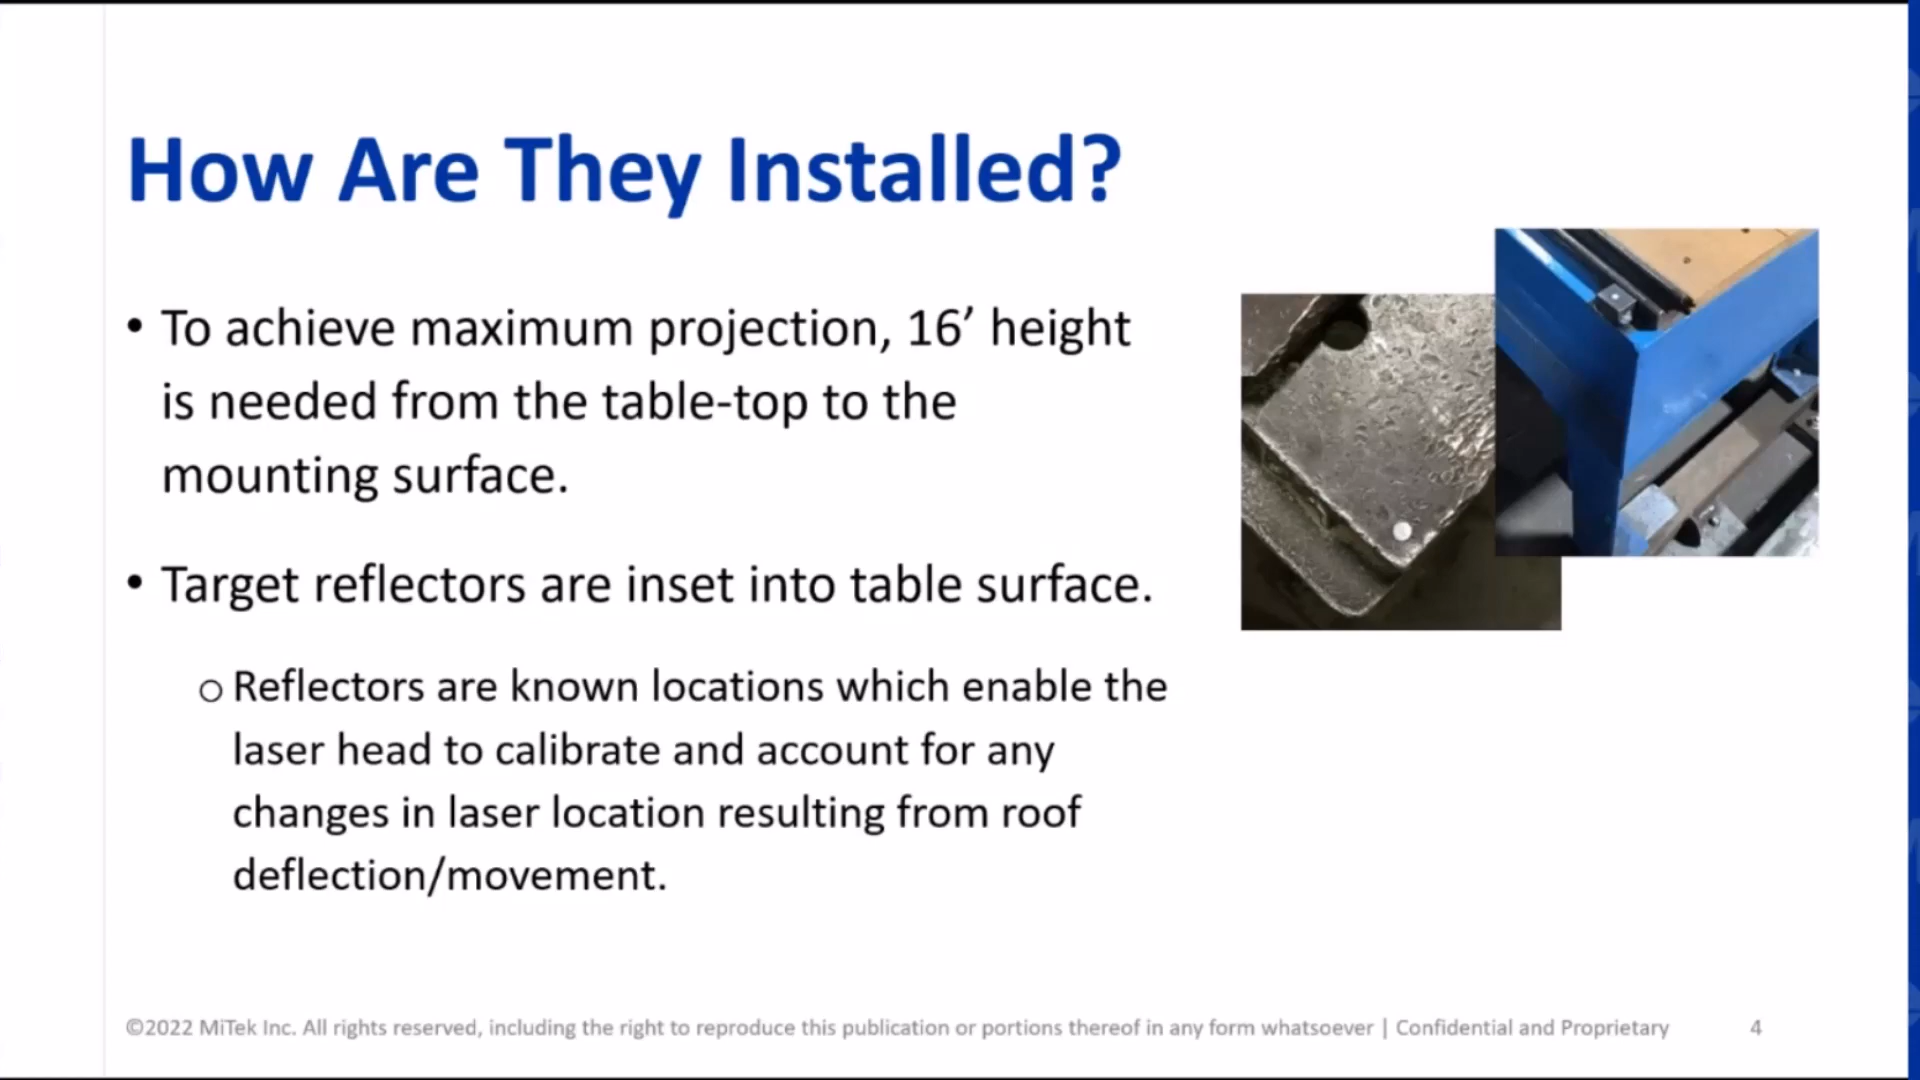 How Are They Installed?
• To achieve maximum projection, 16’ height
is needed from the table-top to the
mounting surface.
• Target reflectors are inset into table surface.
o Reflectors are known locations which enable the
laser head to calibrate and account for any
changes in laser location resulting from roof
deflection/movement.
©2022 MiTek Inc. All rights reserved, including the right to reproduce this publication or portions thereof in any form whatsoever | Confidential and Proprietary 4